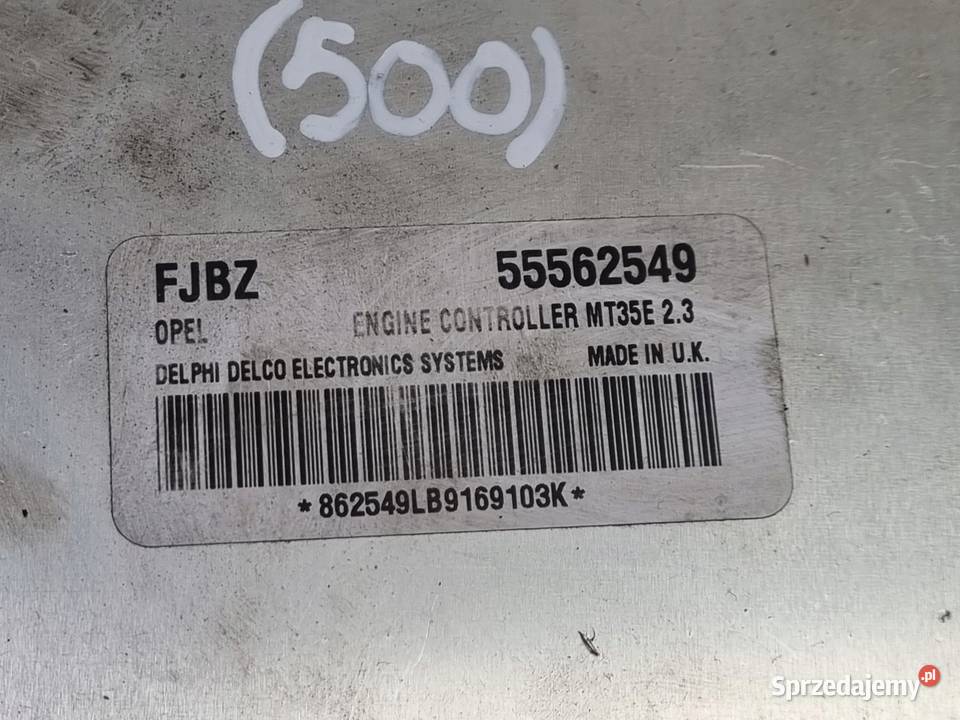 (500)
FJBZ 55562549
OPEL ENGINE CONTROLLER MT35E 2.3
DELPHI DELCO ELECTRONICS SYSTEMS MADE IN U.K.
*862549LB9169103K*
Sprzedajemy.pl